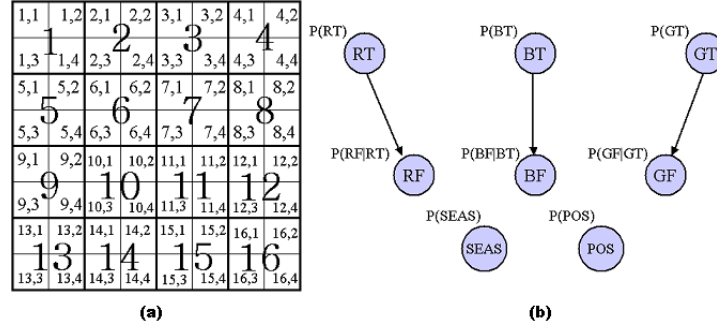 1,1 1,2 2,1 2,2 3,1 3,2 4,1 4,2
1 2 3 4
1,3 1,4 2,3 2,4 3,3 3,4 4,3 4,4
5,1 5,2 6,1 6,2 7,1 7,2 8,1 8,2
5 6 7 8
5,3 5,4 6,3 6,4 7,3 7,4 8,3 8,4
9,1 9,2 10,1 10,2 11,1 11,2 12,1 12,2
9 10 11 12
9,3 9,4 10,3 10,4 11,3 11,4 12,3 12,4
13,1 13,2 14,1 14,2 15,1 15,2 16,1 16,2
13 14 15 16
13,3 13,4 14,3 14,4 15,3 15,4 16,3 16,4
(a)
P(RT) P(BT) P(GT)
RT BT GT
P(RF|RT) P(BF|BT) P(GF|GT)
RF BF GF
P(SEAS) P(POS)
SEAS POS
(b)